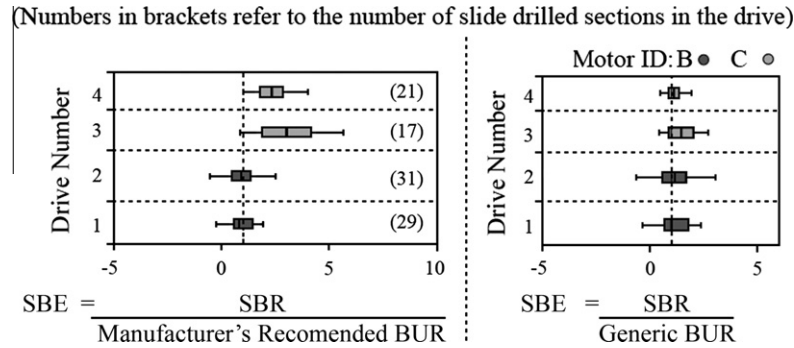 (Numbers in brackets refer to the number of slide drilled sections in the drive)
Motor ID: B C
Drive Number
4
3
2
1
(21)
(17)
(31)
(29)
-5 0 5 10
SBE = SBR
Manufacturer's Recomended BUR
Drive Number
4
3
2
1
-5 0 5
SBE = SBR
Generic BUR